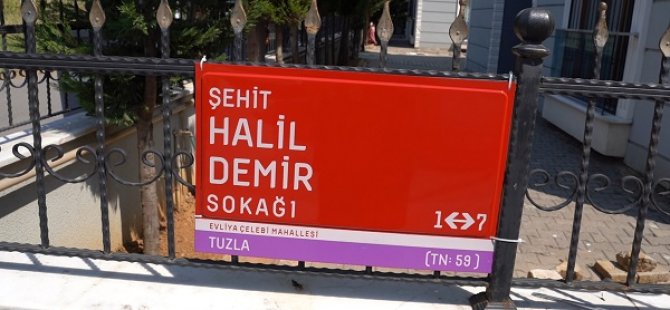 ŞEHİT
HALİL
DEMİR
SOKAĞI
1↔7
EVLİYA ÇELEBİ MAHALLESİ
TUZLA (TN: 59)